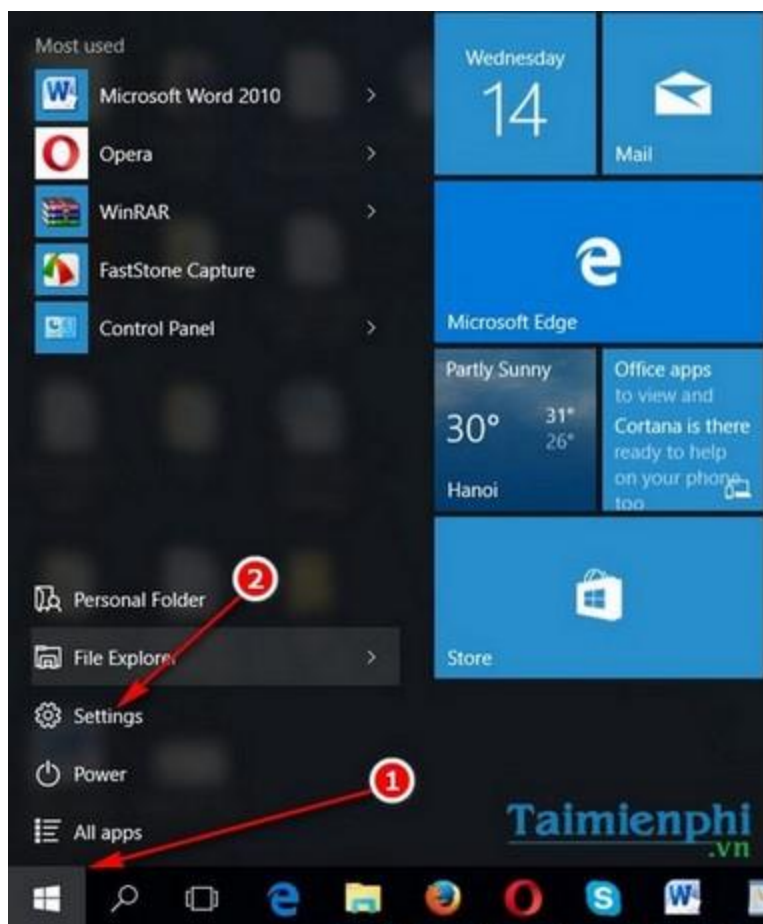 Most used
Microsoft Word 2010
Opera
WinRAR
FastStone Capture
Control Panel
Personal Folder
File Explorer
Settings
Power
All apps
Wednesday
14
Mail
Microsoft Edge
Partly Sunny
30°
31°
26°
Hanoi
Office apps
to view and
Cortana is there
ready to help
on your phone
too
Store
2
1
Taimienphi
.vn